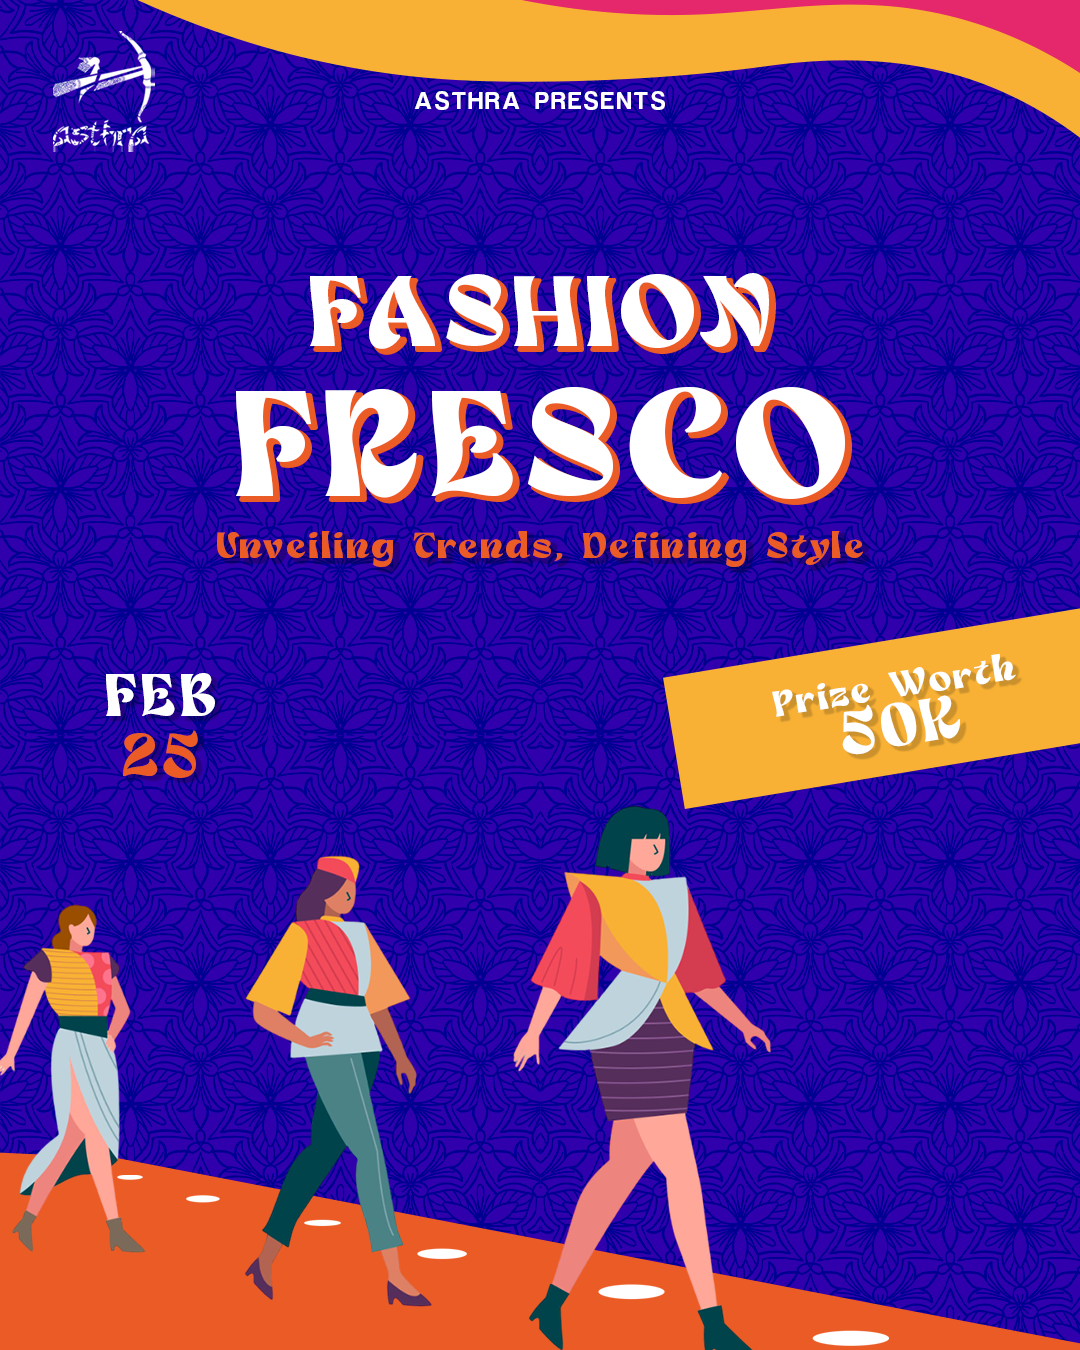 asthra
ASTHRA PRESENTS
FASHION
FRESCO
Unveiling Trends, Defining Style
FEB
25
Prize Worth
50K